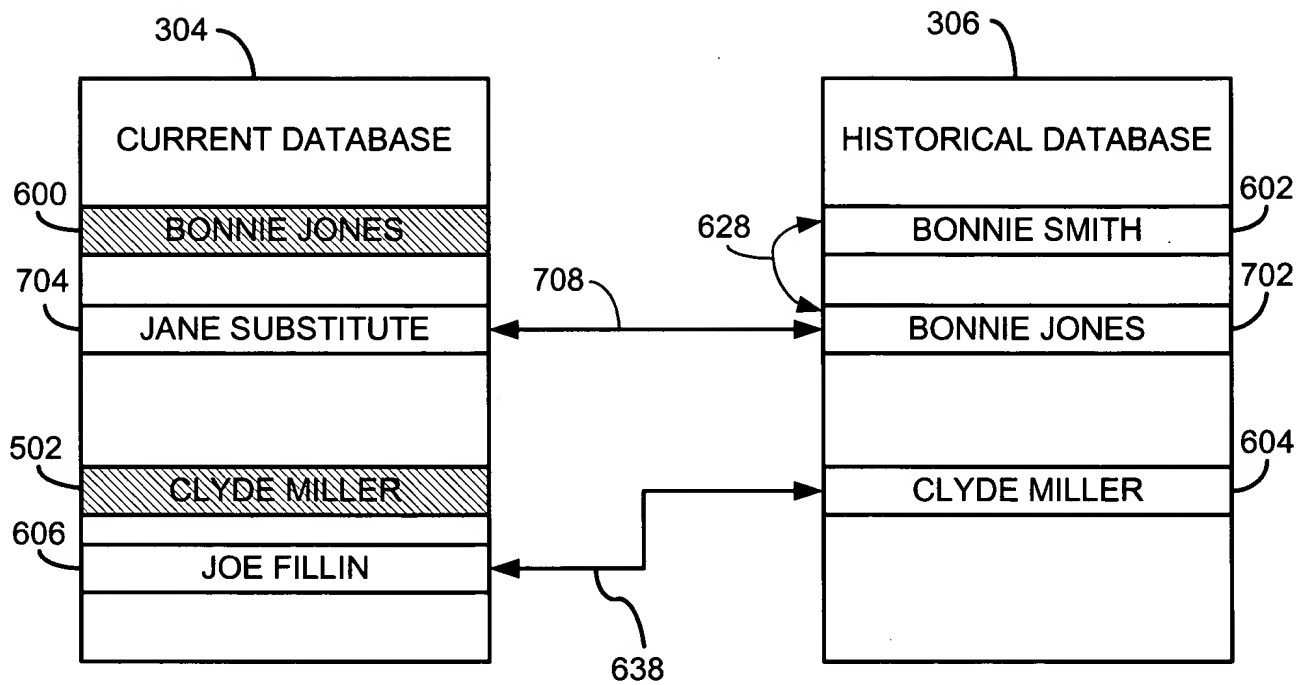 304
306
CURRENT DATABASE
HISTORICAL DATABASE
600
602
BONNIE JONES
BONNIE SMITH
628
704
708
702
JANE SUBSTITUTE
BONNIE JONES
502
604
CLYDE MILLER
CLYDE MILLER
606
JOE FILLIN
638